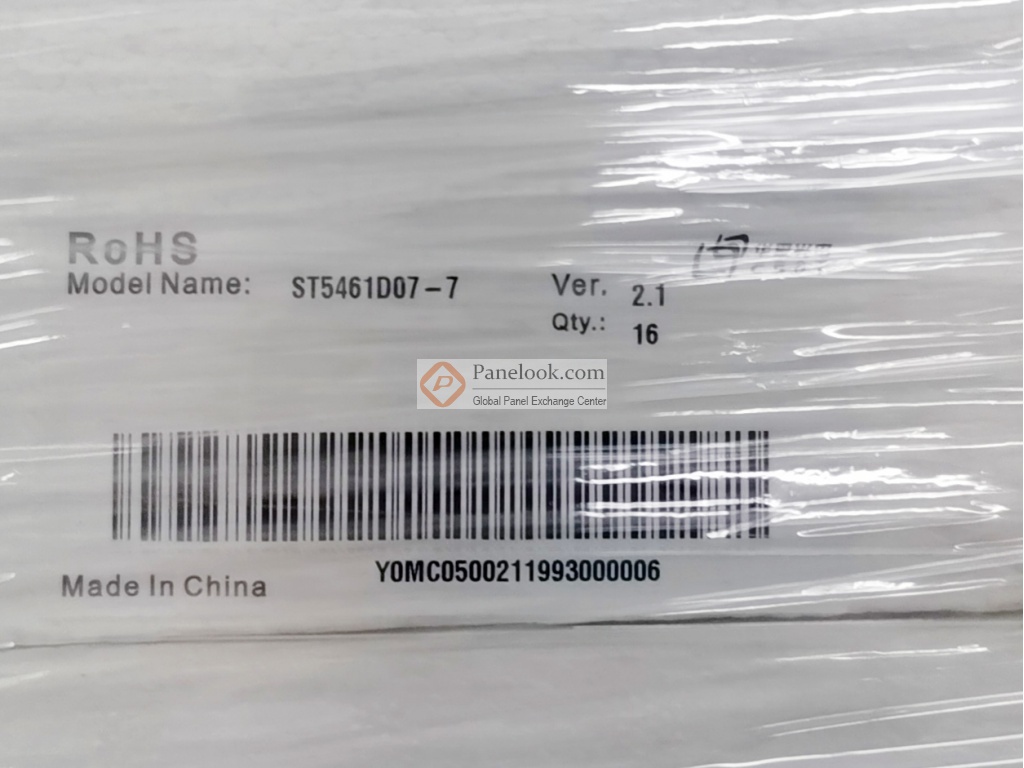 RoHS
Model Name: ST5461D07-7 Ver. 2.1
Qty.: 16
Panelook.com
Global Panel Exchange Center
Y0MC0500211993000006
Made In China